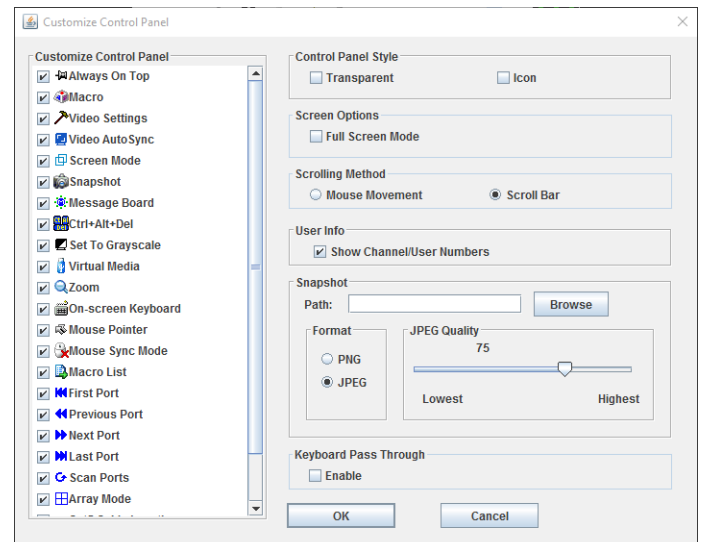 Customize Control Panel
Customize Control Panel
Always On Top
Macro
Video Settings
Video AutoSync
Screen Mode
Snapshot
Message Board
Ctrl+Alt+Del
Set To Grayscale
Virtual Media
Zoom
On-screen Keyboard
Mouse Pointer
Mouse Sync Mode
Macro List
First Port
Previous Port
Next Port
Last Port
Scan Ports
Array Mode
Control Panel Style
Transparent
Icon
Screen Options
Full Screen Mode
Scrolling Method
Mouse Movement
Scroll Bar
User Info
Show Channel/User Numbers
Snapshot
Path:
Browse
Format
PNG
JPEG
JPEG Quality
75
Lowest
Highest
Keyboard Pass Through
Enable
OK
Cancel